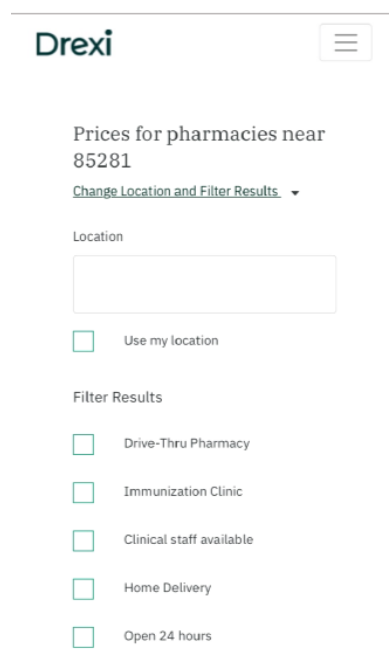 Drexi
Prices for pharmacies near
85281
Change Location and Filter Results
Location
Use my location
Filter Results
Drive-Thru Pharmacy
Immunization Clinic
Clinical staff available
Home Delivery
Open 24 hours